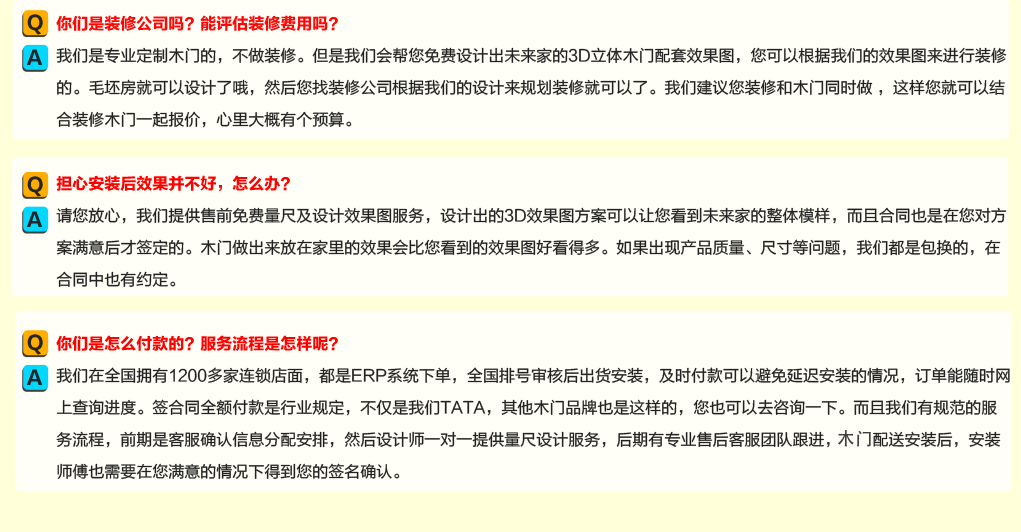 Q 你们是装修公司吗？能评估装修费用吗？
A 我们是专业定制木门的，不做装修。但是我们会帮您免费设计出未来家的3D立体木门配套效果图，您可以根据我们的效果图来进行装修
的。毛坯房就可以设计了哦，然后您找装修公司根据我们的设计来规划装修就可以了。我们建议您装修和木门同时做 ，这样您就可以结
合装修木门一起报价，心里大概有个预算。
Q 担心安装后效果并不好，怎么办？
A 请您放心，我们提供售前免费量尺及设计效果图服务，设计出的3D效果图方案可以让您看到未来家的整体模样，而且合同也是在您对方
案满意后才签定的。木门做出来放在家里的效果会比您看到的效果图好看得多。如果出现产品质量、尺寸等问题，我们都是包换的，在
合同中也有约定。
Q 你们是怎么付款的？服务流程是怎样呢？
A 我们在全国拥有1200多家连锁店面，都是ERP系统下单，全国排号审核后出货安装，及时付款可以避免延迟安装的情况，订单能随时网
上查询进度。签合同全额付款是行业规定，不仅是我们TATA，其他木门品牌也是这样的，您也可以去咨询一下。而且我们有规范的服
务流程，前期是客服确认信息分配安排，然后设计师一对一提供量尺设计服务，后期有专业售后客服团队跟进，木门配送安装后，安装
师傅也需要在您满意的情况下得到您的签名确认。